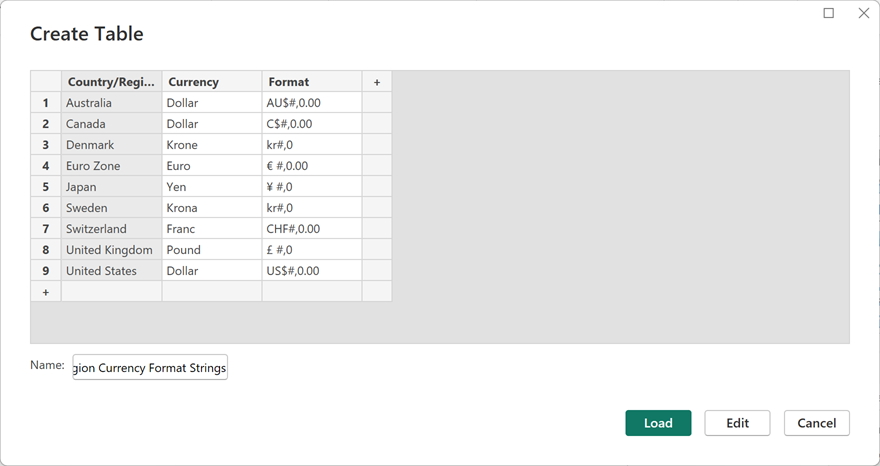 Create Table
Country/Regi... Currency Format +
1 Australia Dollar AU$#,0.00
2 Canada Dollar C$#,0.00
3 Denmark Krone kr#,0
4 Euro Zone Euro € #,0.00
5 Japan Yen ¥ #,0
6 Sweden Krona kr#,0
7 Switzerland Franc CHF#,0.00
8 United Kingdom Pound £ #,0
9 United States Dollar US$#,0.00
+
Name: gion Currency Format Strings
Load Edit Cancel